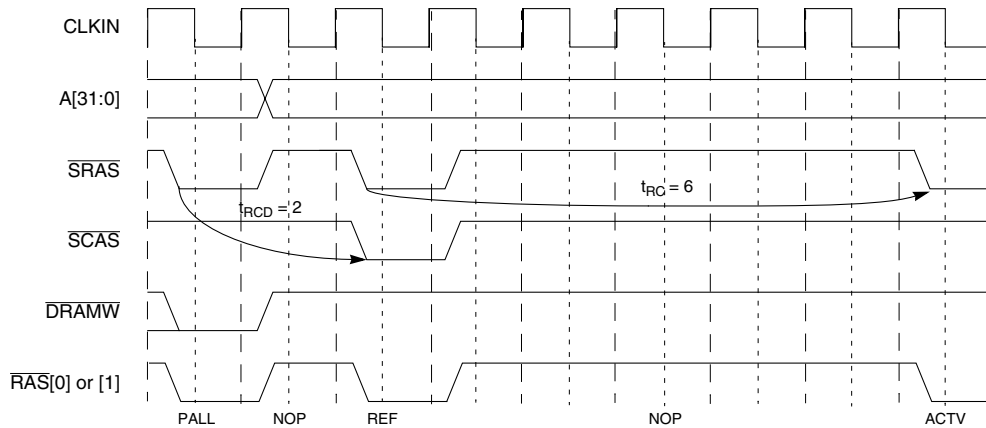 CLKIN
A[31:0]
SRAS
tRC = 6
tRCD = 2
SCAS
DRAMW
RAS[0] or [1]
PALL NOP REF NOP ACTV